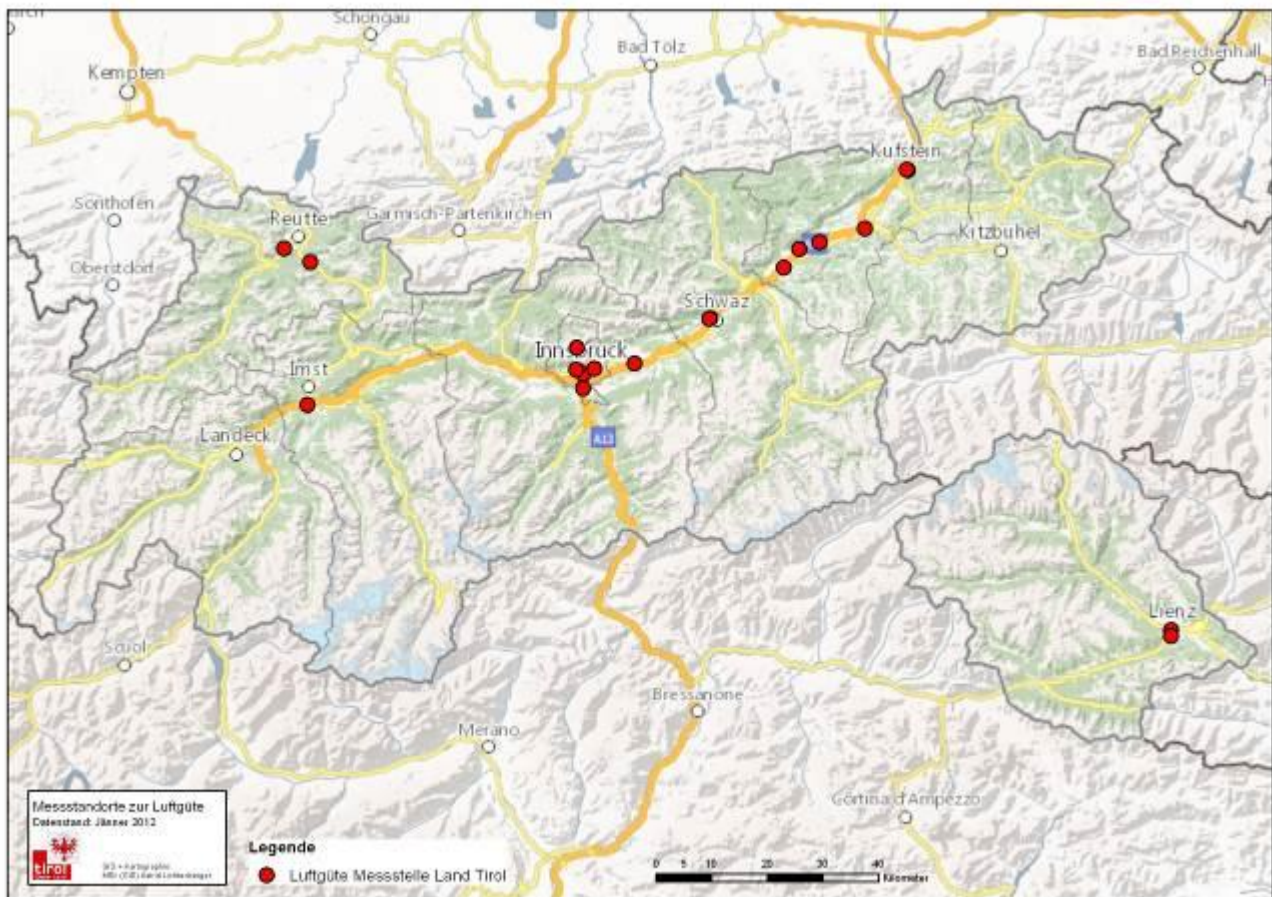 Schongau
Bad Tölz
Bad Reichenhall
Kempten
Kufstein
Sonthofen
Reutte
Garmisch-Partenkirchen
Kitzbühel
Oberstdorf
Schwaz
Innsbruck
Imst
Landeck
A13
Lienz
Scuol
Bressanone
Merano
Cortina d'Ampezzo
Messstandorte zur Luftgüte
Datenstand: Jänner 2012
tirol
GIS + Kartographie
Legende
Luftgüte Messstelle Land Tirol
0 5 10 20 30 40
Kilometer